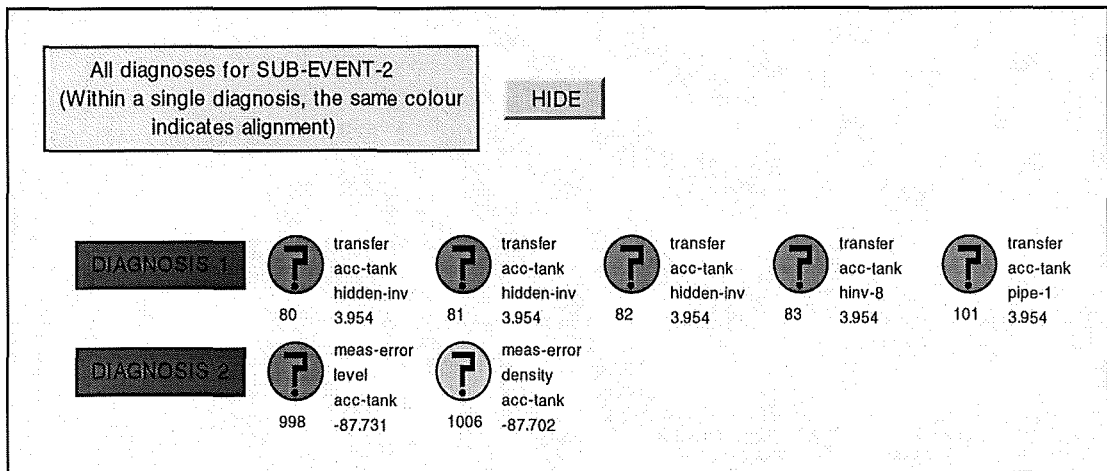 All diagnoses for SUB-EVENT-2
(Within a single diagnosis, the same colour
indicates alignment)
HIDE
DIAGNOSIS 1
? transfer
acc-tank
hidden-inv
80 3.954
? transfer
acc-tank
hidden-inv
81 3.954
? transfer
acc-tank
hidden-inv
82 3.954
? transfer
acc-tank
hinv-8
83 3.954
? transfer
acc-tank
pipe-1
101 3.954
DIAGNOSIS 2
? meas-error
level
acc-tank
998 -87.731
? meas-error
density
acc-tank
1006 -87.702